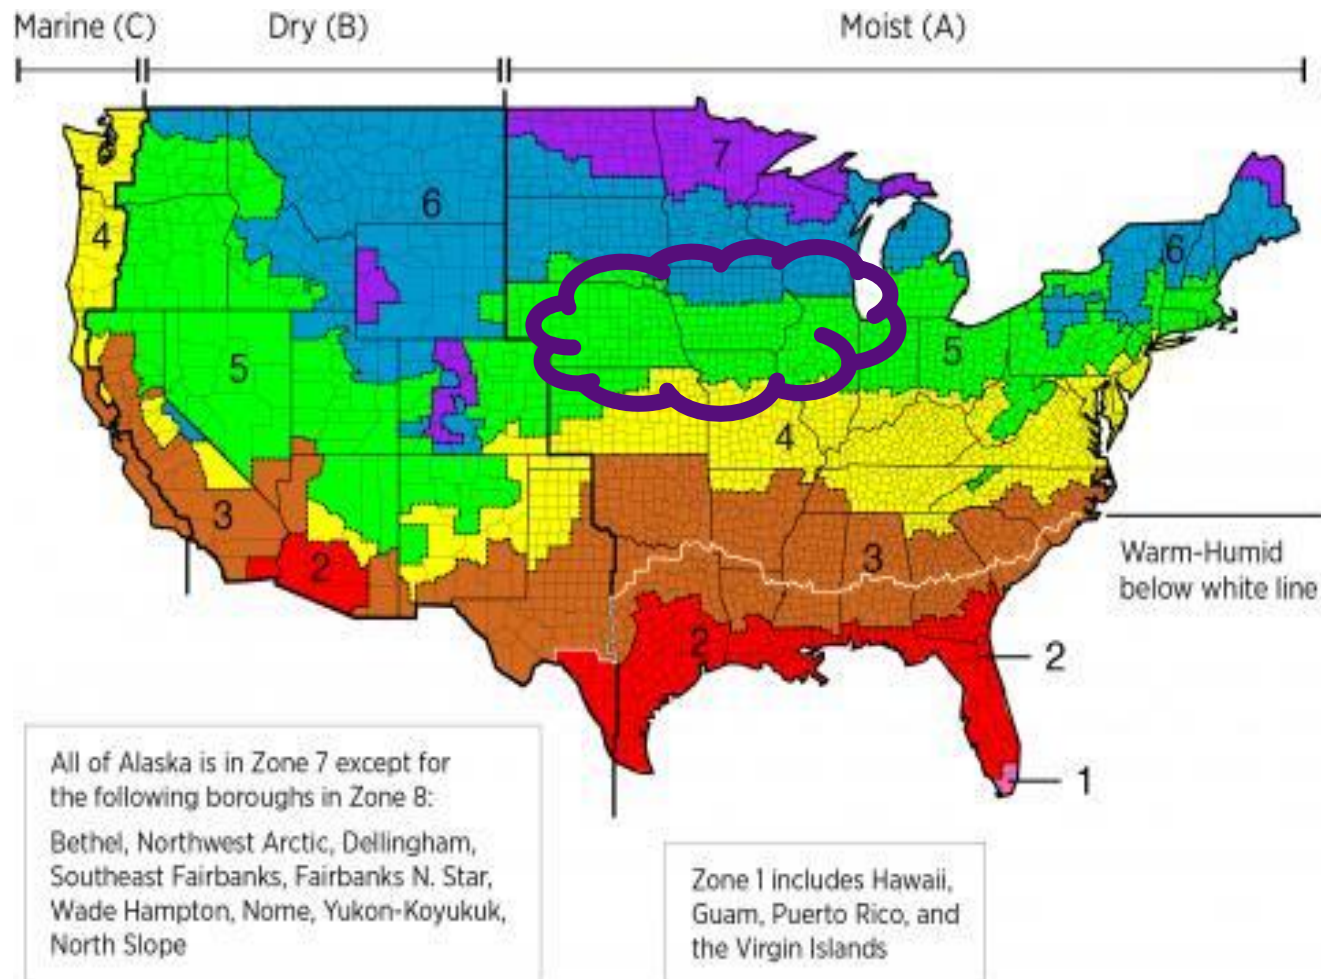 Marine (C)
Dry (B)
Moist (A)
7
6
4
6
5
5
4
3
3
2
2
Warm-Humid
below white line
2
1
All of Alaska is in Zone 7 except for
the following boroughs in Zone 8:
Bethel, Northwest Arctic, Dellingham,
Southeast Fairbanks, Fairbanks N. Star,
Wade Hampton, Nome, Yukon-Koyukuk,
North Slope
Zone 1 includes Hawaii,
Guam, Puerto Rico, and
the Virgin Islands